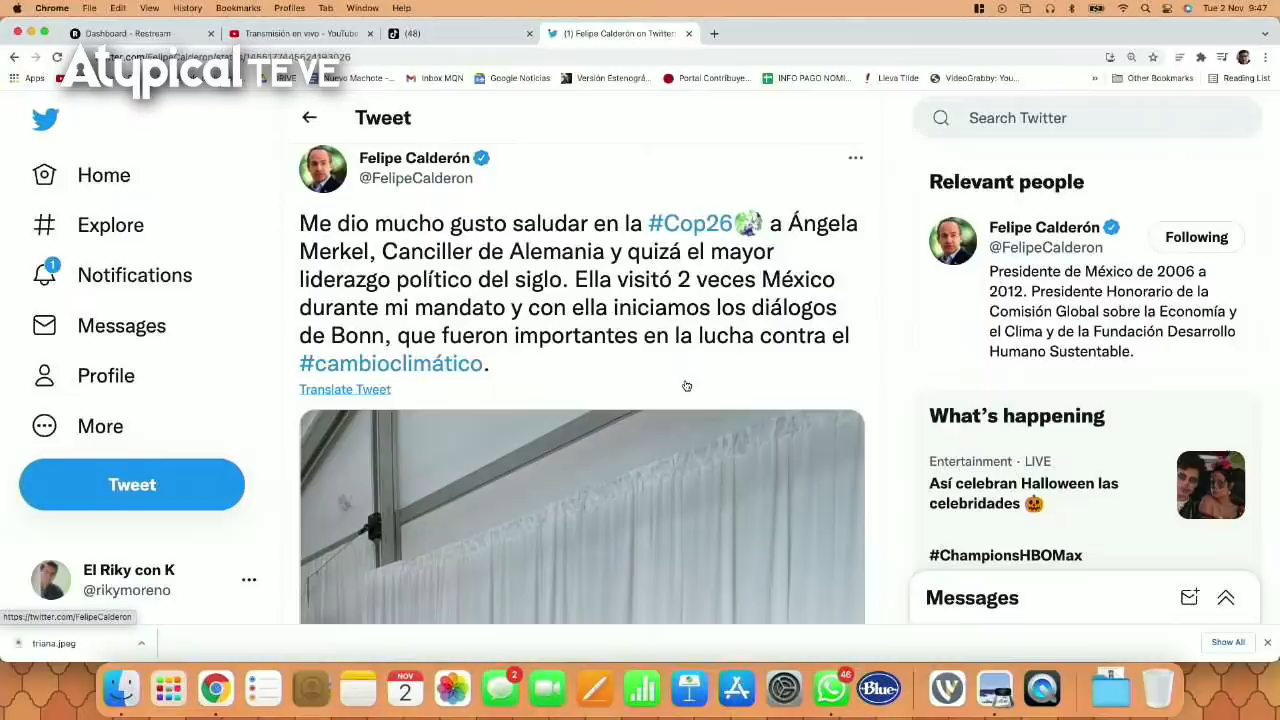 Chrome File Edit View History Bookmarks Profiles Tab Window Help Tue 2 Nov 9:47
Dashboard - Restream Transmisión en vivo - YouTube (48) (1) Felipe Calderón on Twitter:
Atypical TEVE
Apps Nuevo Machote -... Inbox MQN Google Noticias Versión Estenográ... Portal Contribuye... INFO PAGO NOMI... Lleva Tilde VideoGrabby: You... » Other Bookmarks Reading List
Tweet
Search Twitter
Home
Explore
1
Notifications
Messages
Profile
More
Tweet
El Riky con K
@rikymoreno
Felipe Calderón
@FelipeCalderon
Me dio mucho gusto saludar en la #Cop26 a Ángela
Merkel, Canciller de Alemania y quizá el mayor
liderazgo político del siglo. Ella visitó 2 veces México
durante mi mandato y con ella iniciamos los diálogos
de Bonn, que fueron importantes en la lucha contra el
#cambioclimático.
Translate Tweet
Relevant people
Felipe Calderón
@FelipeCalderon
Following
Presidente de México de 2006 a
2012. Presidente Honorario de la
Comisión Global sobre la Economía y
el Clima y de la Fundación Desarrollo
Humano Sustentable.
What's happening
Entertainment · LIVE
Así celebran Halloween las
celebridades
#ChampionsHBOMax
Messages
https://twitter.com/FelipeCalderon
triana.jpeg
Show All
NOV
2
2
46
Blue